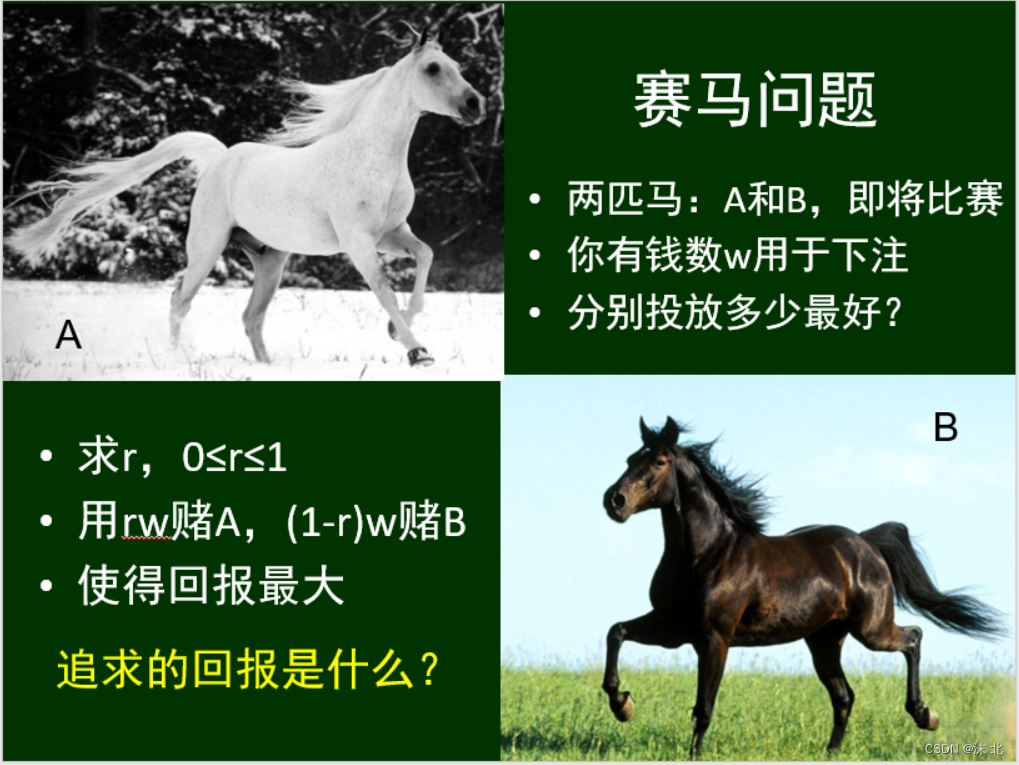 A
赛马问题
• 两匹马：A和B，即将比赛
• 你有钱数w用于下注
• 分别投放多少最好？
• 求r，0≤r≤1
• 用rw赌A，(1-r)w赌B
• 使得回报最大
追求的回报是什么？
B
CSDN @沫北